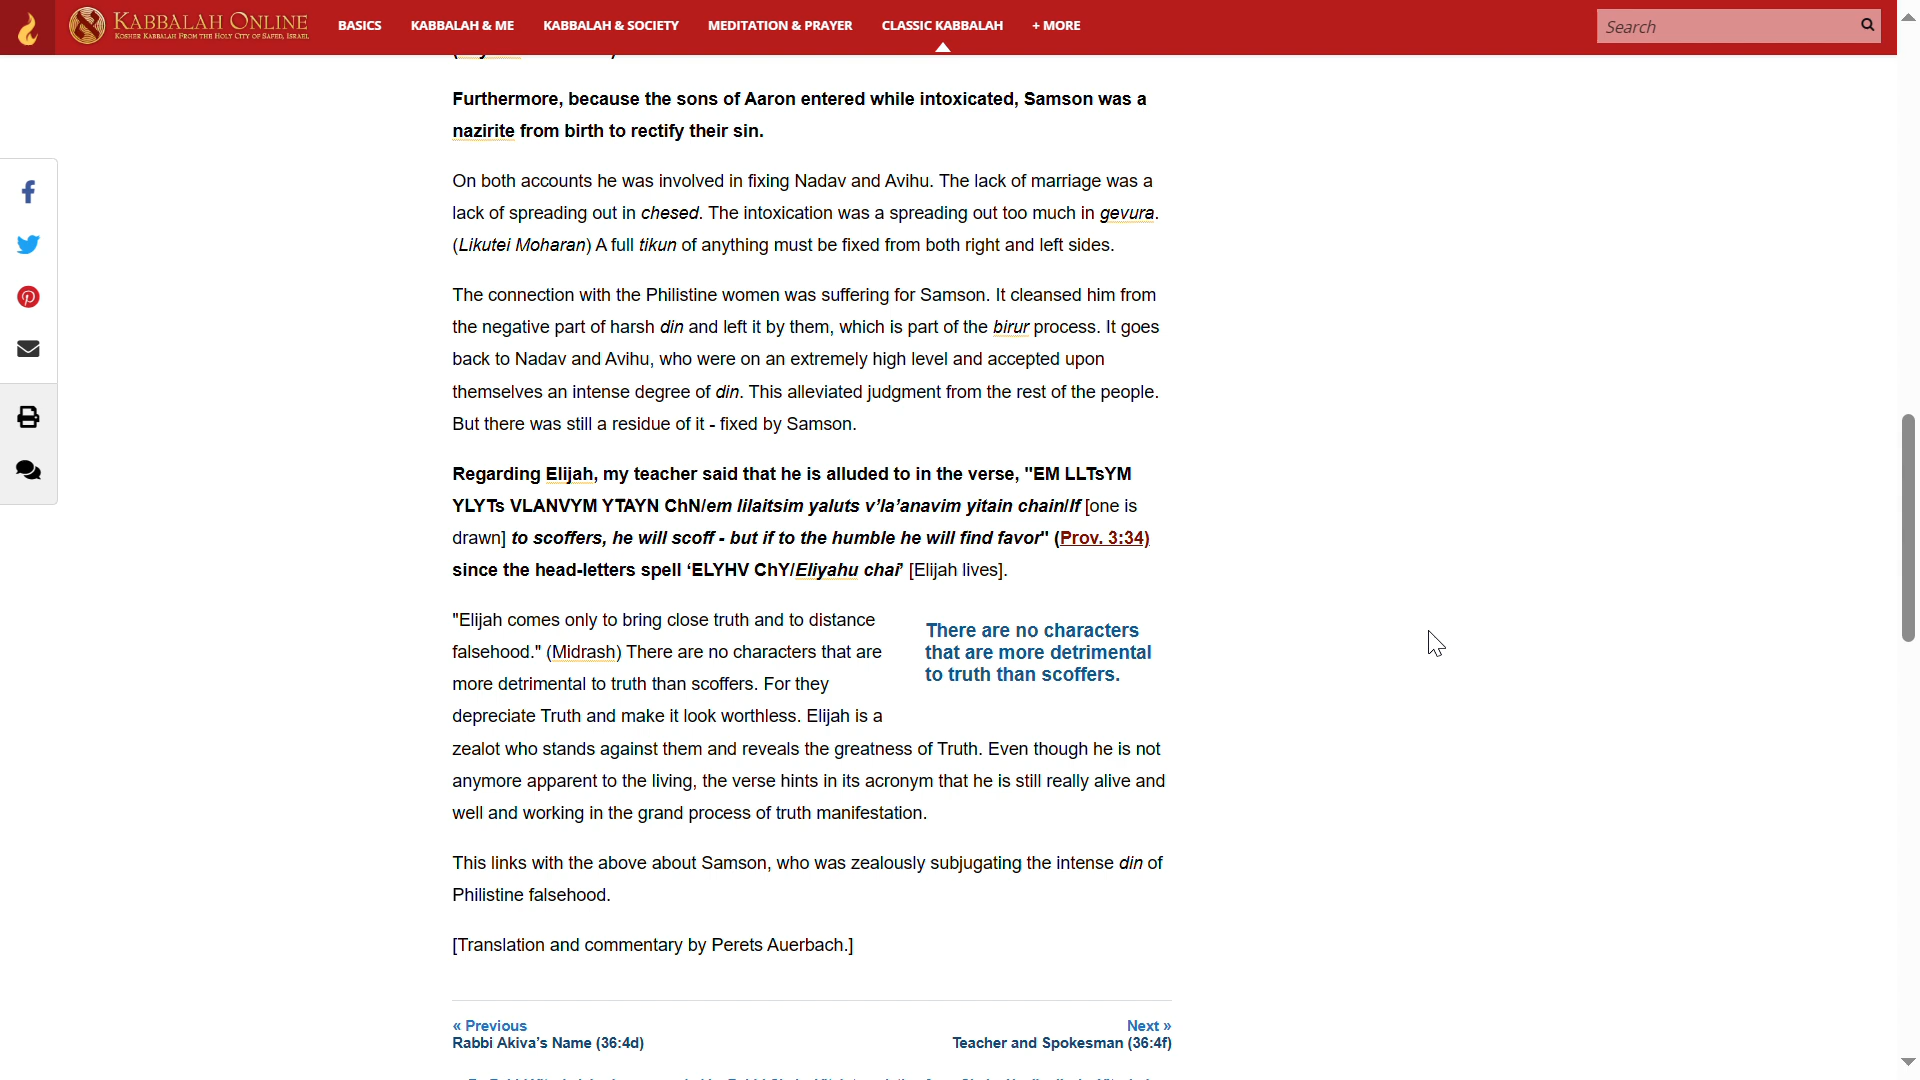 KABBALAH ONLINE
KOSHER KABBALAH FROM THE HOLY CITY OF SAFED, ISRAEL
BASICS
KABBALAH & ME
KABBALAH & SOCIETY
MEDITATION & PRAYER
CLASSIC KABBALAH
+ MORE
Search
Furthermore, because the sons of Aaron entered while intoxicated, Samson was a
nazirite from birth to rectify their sin.
On both accounts he was involved in fixing Nadav and Avihu. The lack of marriage was a
lack of spreading out in chesed. The intoxication was a spreading out too much in gevura.
(Likutei Moharan) A full tikun of anything must be fixed from both right and left sides.
The connection with the Philistine women was suffering for Samson. It cleansed him from
the negative part of harsh din and left it by them, which is part of the birur process. It goes
back to Nadav and Avihu, who were on an extremely high level and accepted upon
themselves an intense degree of din. This alleviated judgment from the rest of the people.
But there was still a residue of it - fixed by Samson.
Regarding Elijah, my teacher said that he is alluded to in the verse, "EM LLTsYM
YLYTs VLANVYM YTAYN ChN/em lilaitsim yaluts v’la’anavim yitain chain/If [one is
drawn] to scoffers, he will scoff - but if to the humble he will find favor" (Prov. 3:34)
since the head-letters spell ‘ELYHV ChY/Eliyahu chai’ [Elijah lives].
"Elijah comes only to bring close truth and to distance
falsehood." (Midrash) There are no characters that are
more detrimental to truth than scoffers. For they
depreciate Truth and make it look worthless. Elijah is a
zealot who stands against them and reveals the greatness of Truth. Even though he is not
anymore apparent to the living, the verse hints in its acronym that he is still really alive and
well and working in the grand process of truth manifestation.
There are no characters
that are more detrimental
to truth than scoffers.
This links with the above about Samson, who was zealously subjugating the intense din of
Philistine falsehood.
[Translation and commentary by Perets Auerbach.]
« Previous
Rabbi Akiva’s Name (36:4d)
Next »
Teacher and Spokesman (36:4f)